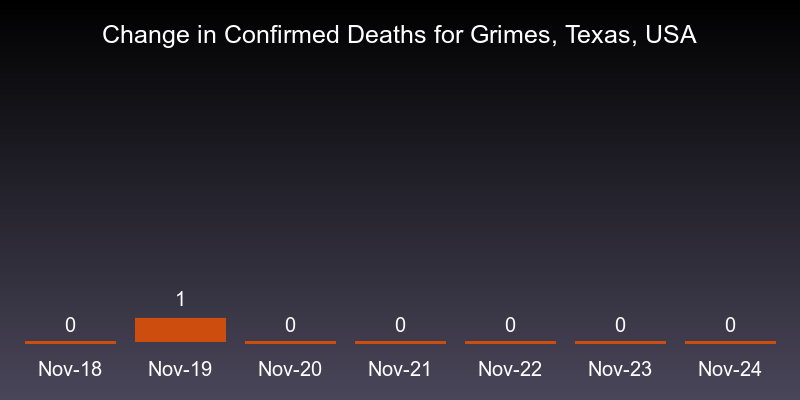 Change in Confirmed Deaths for Grimes, Texas, USA
0 1 0 0 0 0 0
Nov-18 Nov-19 Nov-20 Nov-21 Nov-22 Nov-23 Nov-24